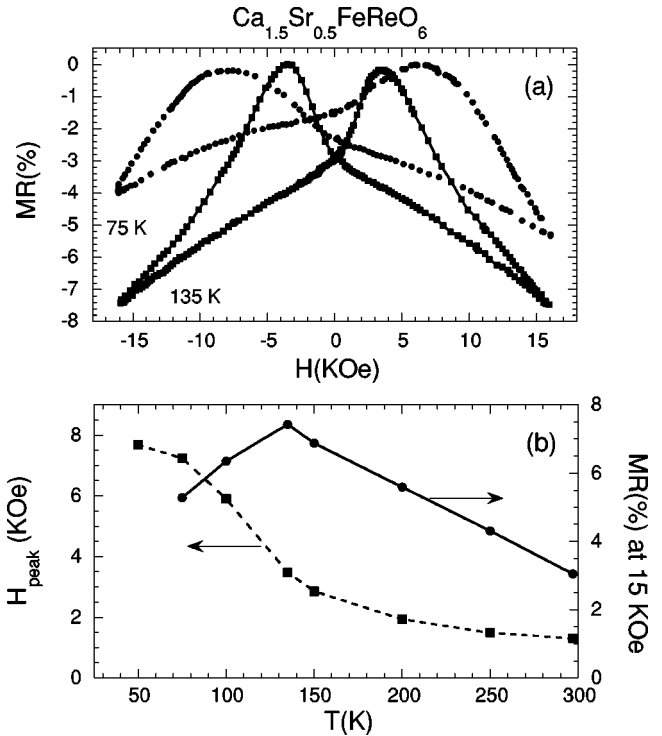 Ca1.5Sr0.5FeReO6
(a)
0
-1
-2
-3
-4
-5
-6
-7
-8
MR(%)
75 K
135 K
-15 -10 -5 0 5 10 15
H(KOe)
(b)
8
6
4
2
0
Hpeak (KOe)
8
6
4
2
0
MR(%) at 15 KOe
50 100 150 200 250 300
T(K)